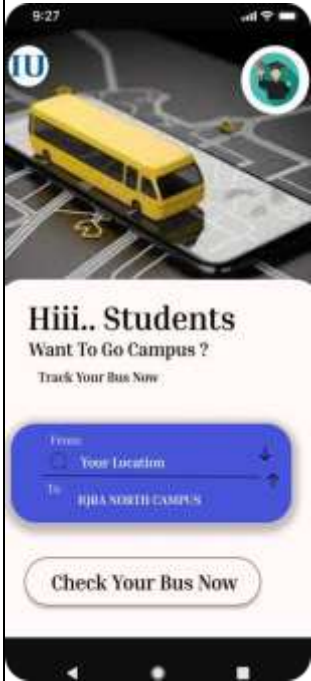 9:27
IU
Hiii.. Students
Want To Go Campus ?
Track Your Bus Now
From
Your Location
To
IQRA NORTH CAMPUS
Check Your Bus Now